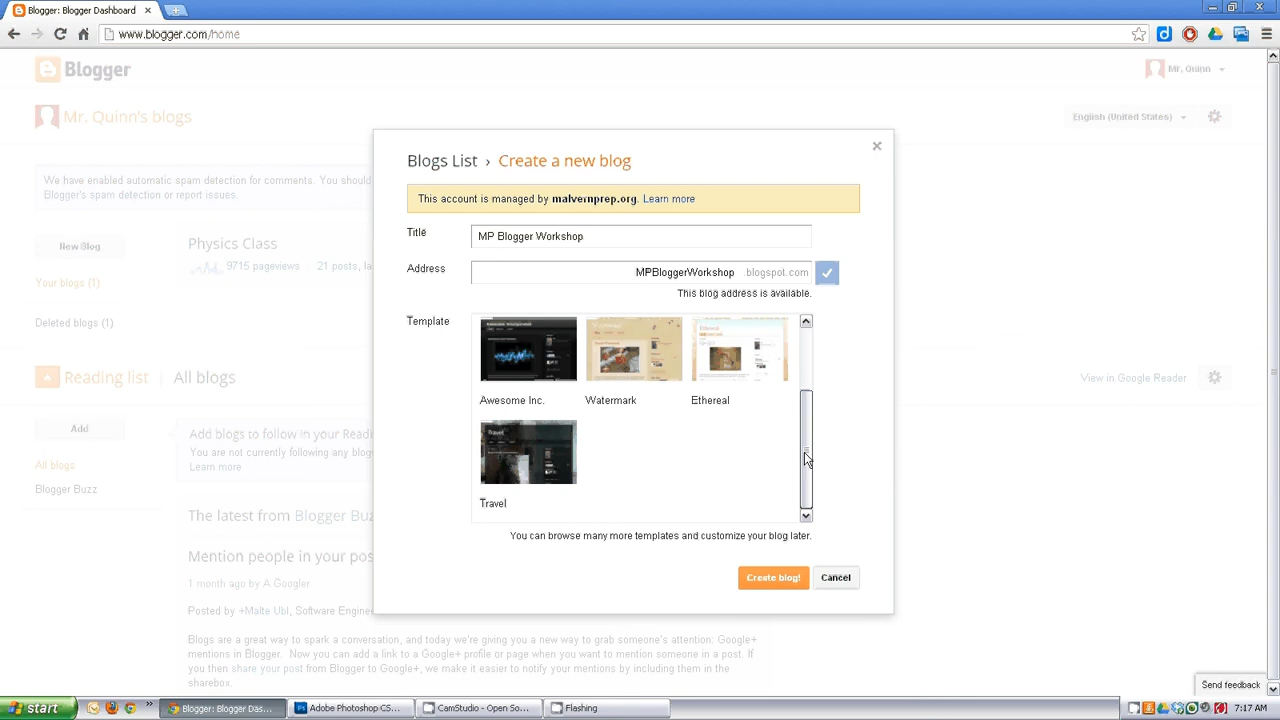 Blogger: Blogger Dashboard
www.blogger.com/home
Blogger
Mr. Quinn
Mr. Quinn's blogs
English (United States)
We have enabled automatic spam detection for comments. You should
Blogger's spam detection or report issues.
New Blog
Physics Class
9715 pageviews
21 posts, la
Your blogs (1)
Deleted blogs (1)
Reading list | All blogs
View in Google Reader
Add
Add blogs to follow in your Readi
You are not currently following any blog
Learn more
All blogs
Blogger Buzz
The latest from Blogger Buz
Mention people in your pos
1 month ago by A Googler
Posted by +Malte Ubl, Software Engine
Blogs are a great way to spark a conversation, and today we're giving you a new way to grab someone's attention: Google+
mentions in Blogger. Now you can add a link to a Google+ profile or page when you want to mention someone in a post. If
you then share your post from Blogger to Google+, we make it easier to notify your mentions by including them in the
sharebox.
Blogs List › Create a new blog
This account is managed by malvernprep.org. Learn more
Title
MP Blogger Workshop
Address
MPBloggerWorkshop .blogspot.com
This blog address is available.
Template
Awesome Inc.
Watermark
Ethereal
Travel
Travel
You can browse many more templates and customize your blog later.
Create blog!
Cancel
Send feedback
start
Blogger: Blogger Das...
Adobe Photoshop CS...
CamStudio - Open So...
Flashing
7:17 AM